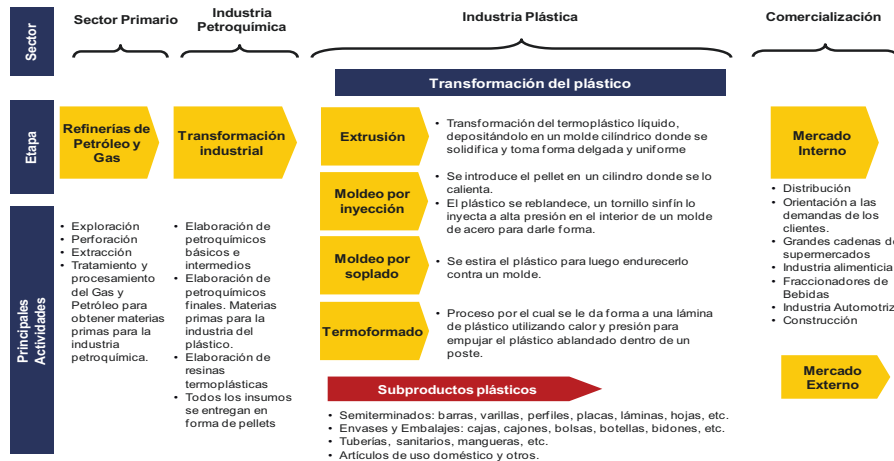 Sector
Sector Primario
Industria
Petroquímica
Industria Plástica
Comercialización
Transformación del plástico
Etapa
Refinerías de
Petróleo y
Gas
Transformación
industrial
Extrusión
• Transformación del termoplástico líquido,
depositándolo en un molde cilíndrico donde se
solidifica y toma forma delgada y uniforme
Moldeo por
inyección
• Se introduce el pellet en un cilindro donde se lo
calienta.
• El plástico se reblandece, un tornillo sinfín lo
inyecta a alta presión en el interior de un molde
de acero para darle forma.
Moldeo por
soplado
• Se estira el plástico para luego endurecerlo
contra un molde.
Termoformado
• Proceso por el cual se le da forma a una lámina
de plástico utilizando calor y presión para
empujar el plástico ablandado dentro de un
poste.
Mercado
Interno
• Distribución
• Orientación a las
demandas de los
clientes.
• Grandes cadenas de
supermercados
• Industria alimenticia
• Fraccionadores de
Bebidas
Industria Automotriz
• Construcción
Mercado
Externo
Principales
Actividades
• Exploración
• Perforación
• Extracción
• Tratamiento y
procesamiento
del Gas y
Petróleo para
obtener materias
primas para la
industria
petroquímica.
• Elaboración de
petroquímicos
básicos e
intermedios
• Elaboración de
petroquímicos
finales. Materias
primas para la
industria del
plástico.
• Elaboración de
resinas
termoplásticas
• Todos los insumos
se entregan en
forma de pellets
Subproductos plásticos
• Semiterminados: barras, varillas, perfiles, placas, láminas, hojas, etc.
• Envases y Embalajes: cajas, cajones, bolsas, botellas, bidones, etc.
• Tuberías, sanitarios, mangueras, etc.
• Artículos de uso doméstico y otros.